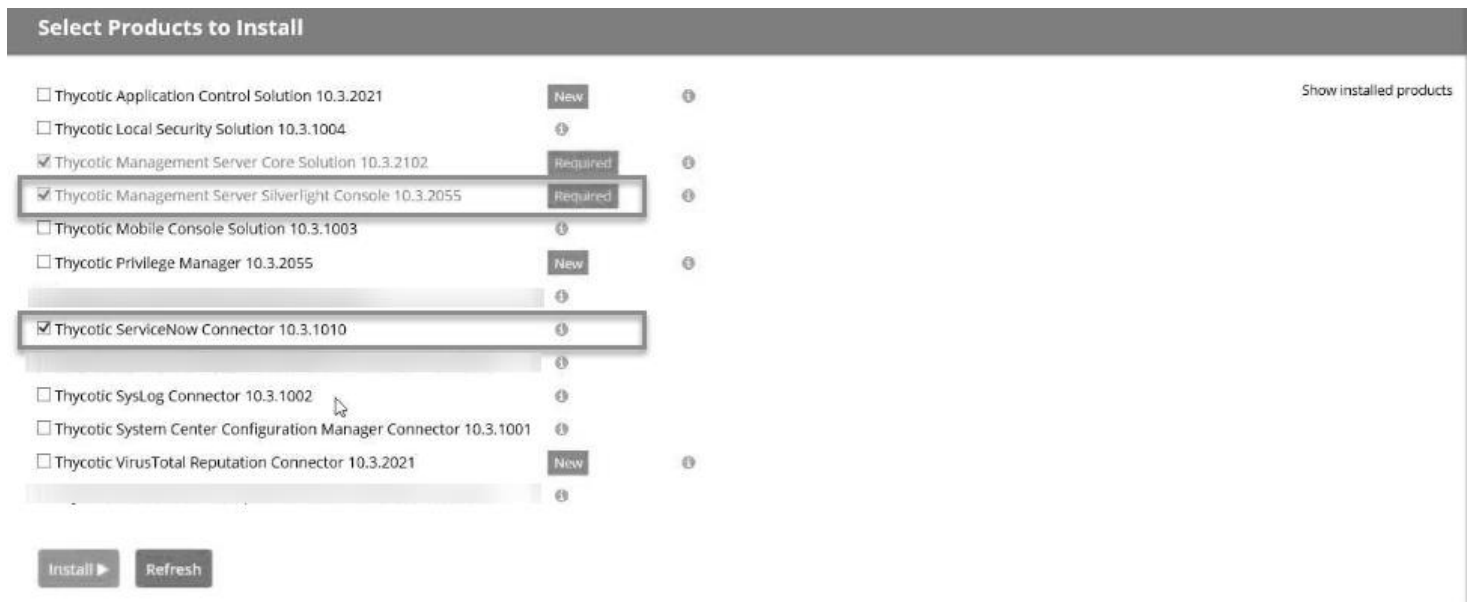 Select Products to Install
Thycotic Application Control Solution 10.3.2021 New
Show installed products
Thycotic Local Security Solution 10.3.1004
Thycotic Management Server Core Solution 10.3.2102 Required
Thycotic Management Server Silverlight Console 10.3.2055 Required
Thycotic Mobile Console Solution 10.3.1003
Thycotic Privilege Manager 10.3.2055 New
Thycotic ServiceNow Connector 10.3.1010
Thycotic SysLog Connector 10.3.1002
Thycotic System Center Configuration Manager Connector 10.3.1001
Thycotic VirusTotal Reputation Connector 10.3.2021 New
Install Refresh